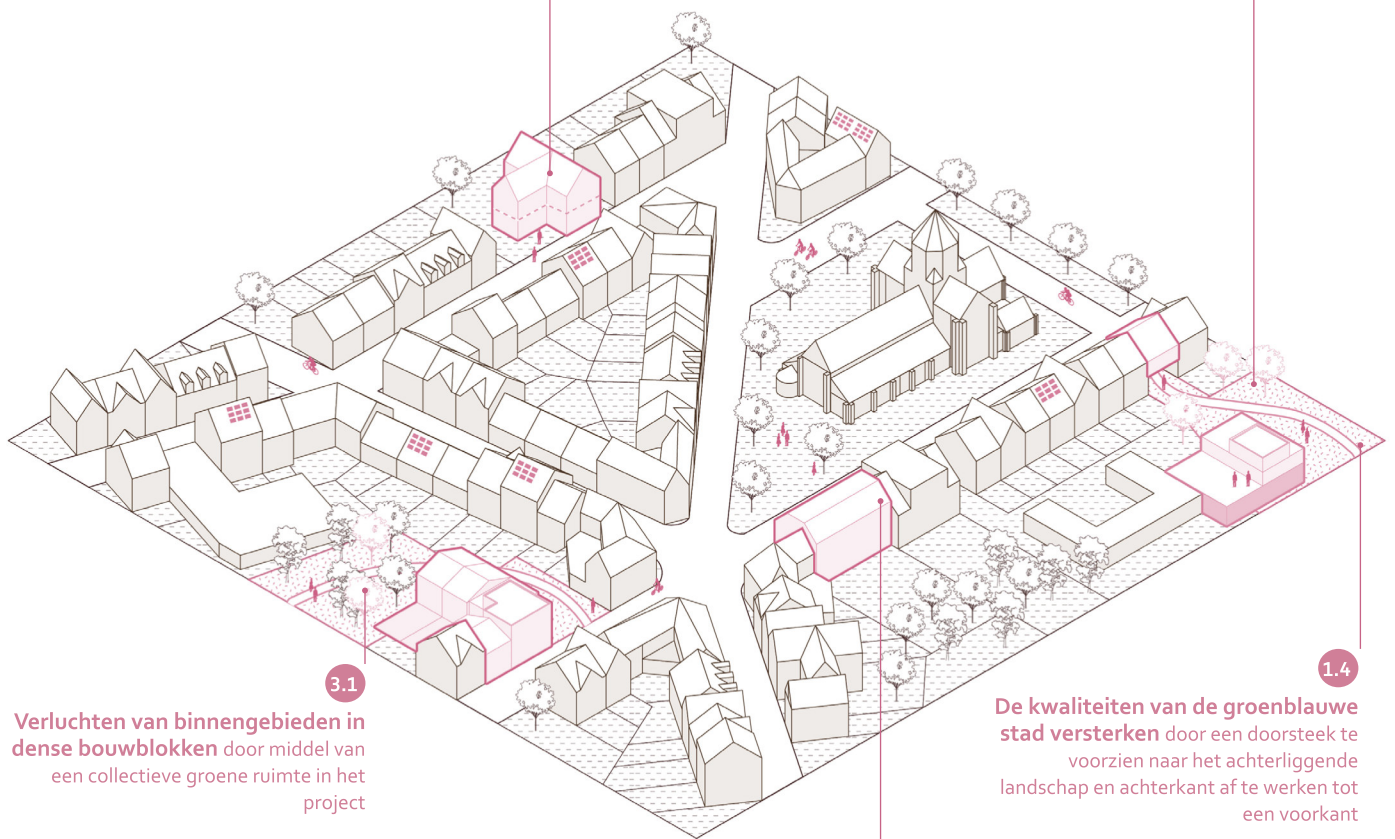 3.1
Verluchten van binnengebieden in
dense bouwblokken door middel van
een collectieve groene ruimte in het
project
1.4
De kwaliteiten van de groenblauwe
stad versterken door een doorsteek te
voorzien naar het achterliggende
landschap en achterkant af te werken tot
een voorkant